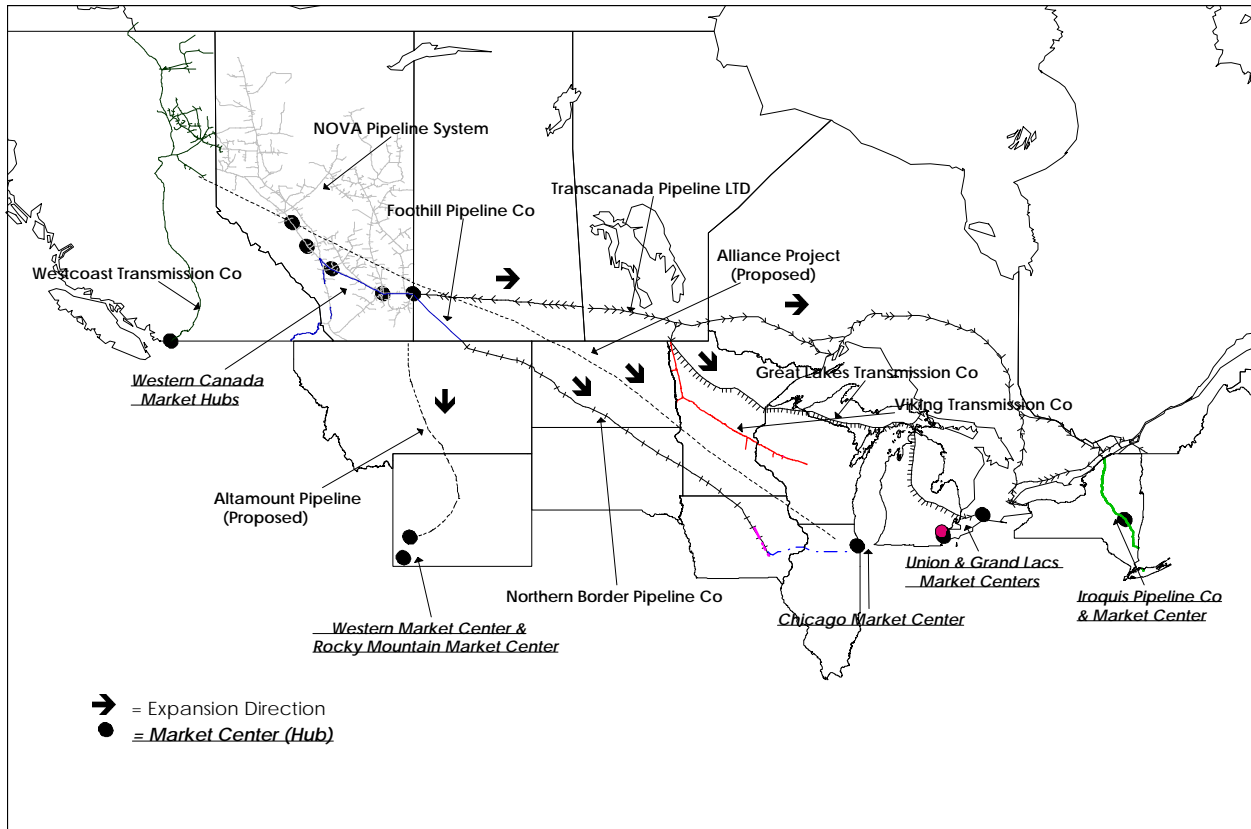 NOVA Pipeline System
Transcanada Pipeline LTD
Foothill Pipeline Co
Alliance Project
(Proposed)
Westcoast Transmission Co
Western Canada
Market Hubs
Great Lakes Transmission Co
Viking Transmission Co
Altamount Pipeline
(Proposed)
Northern Border Pipeline Co
Union & Grand Lacs
Market Centers
Iroquis Pipeline Co
& Market Center
Chicago Market Center
Western Market Center &
Rocky Mountain Market Center
= Expansion Direction
= Market Center (Hub)